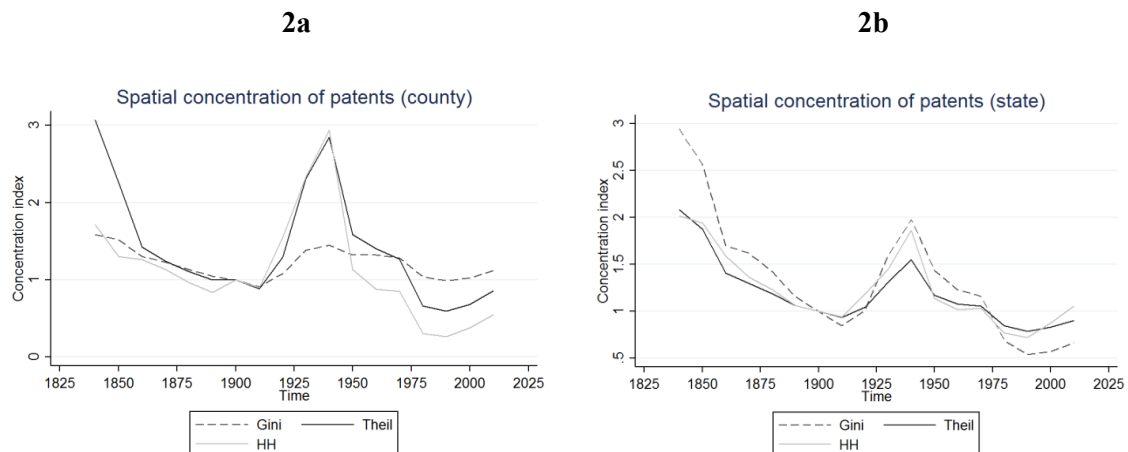 2a
Spatial concentration of patents (county)
Concentration index
3
2
1
0
1825 1850 1875 1900 1925 1950 1975 2000 2025
Time
Gini Theil
HH
2b
Spatial concentration of patents (state)
Concentration index
3
2.5
2
1.5
1
.5
1825 1850 1875 1900 1925 1950 1975 2000 2025
Time
Gini Theil
HH